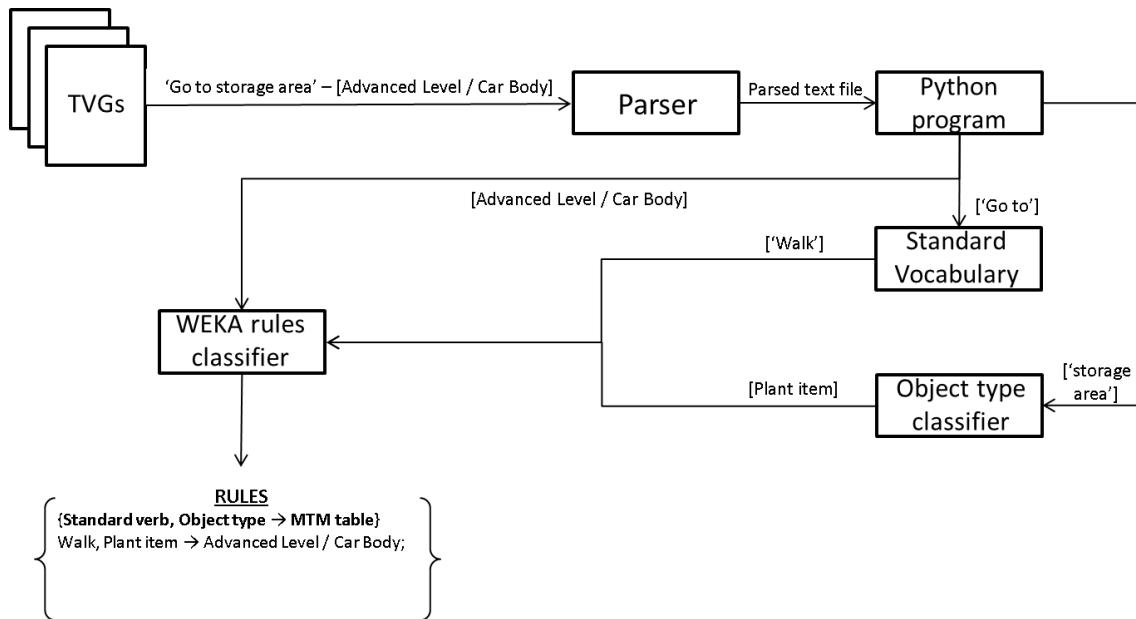 TVGs
‘Go to storage area’ – [Advanced Level / Car Body]
Parser
Parsed text file
Python
program
[Advanced Level / Car Body]
[‘Go to’]
[‘Walk’]
Standard
Vocabulary
WEKA rules
classifier
[Plant item]
Object type
classifier
[‘storage
area’]
RULES
{Standard verb, Object type → MTM table}
Walk, Plant item → Advanced Level / Car Body;